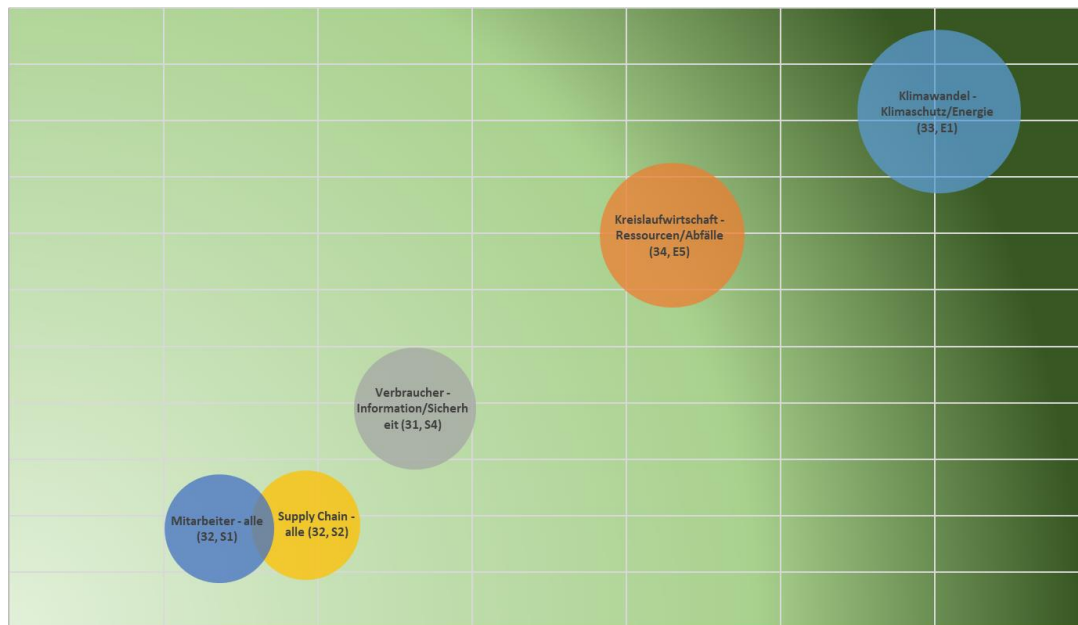 Klimawandel -
Klimaschutz/Energie
(33, E1)
Kreislaufwirtschaft -
Ressourcen/Abfälle
(34, E5)
Verbraucher -
Information/Sicherh
eit (31, S4)
Mitarbeiter - alle
(32, S1)
Supply Chain -
alle (32, S2)